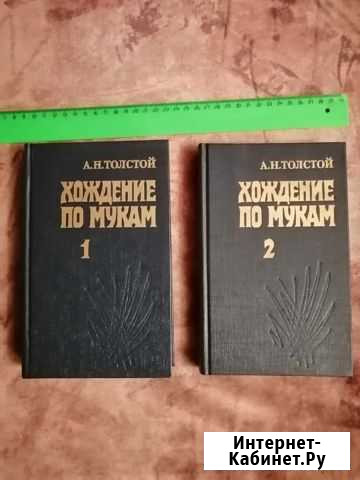 А.Н.ТОЛСТОЙ
ХОЖДЕНИЕ
ПО МУКАМ
1
А.Н.ТОЛСТОЙ
ХОЖДЕНИЕ
ПО МУКАМ
2
Интернет-
Кабинет.Ру